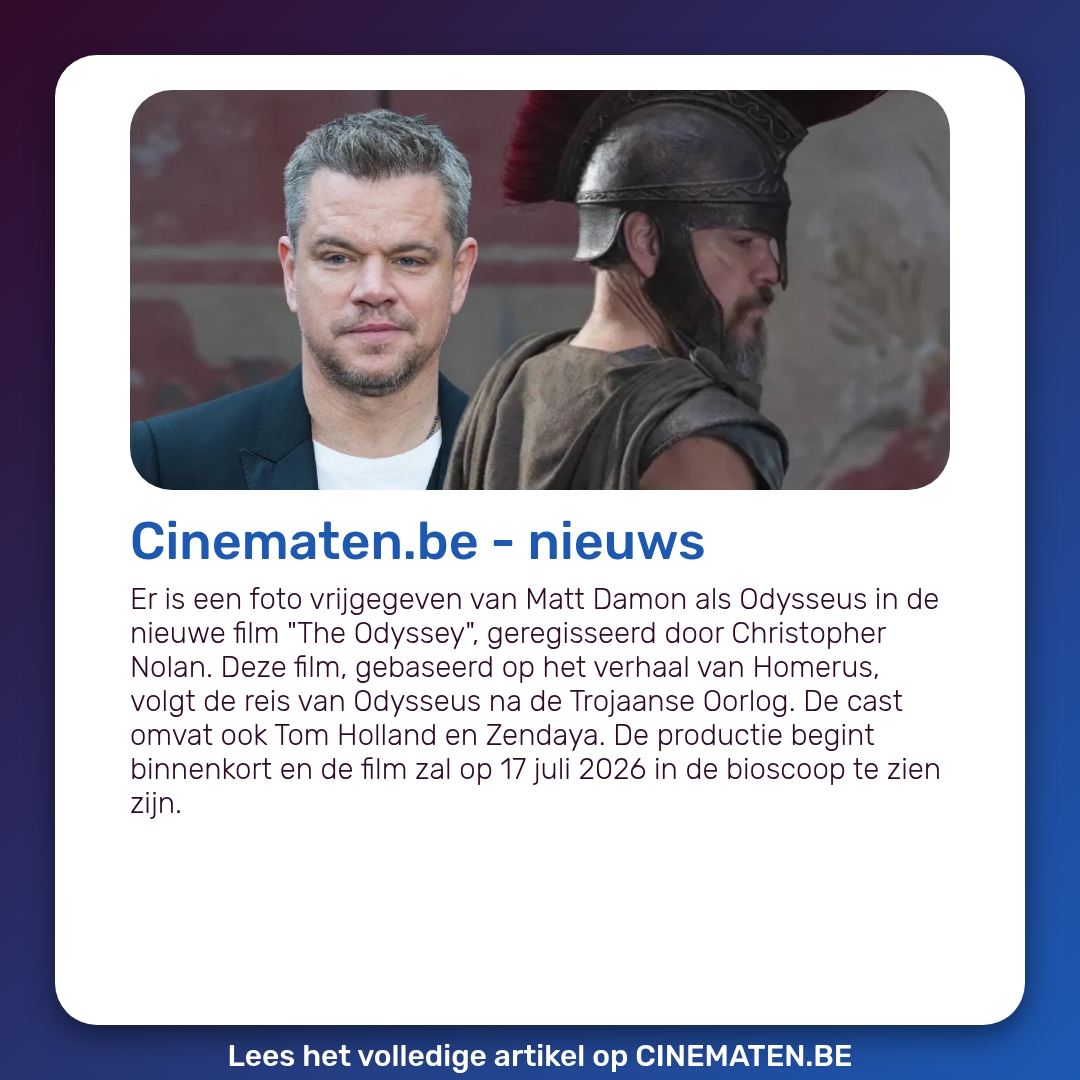 Cinematen.be - nieuws
Er is een foto vrijgegeven van Matt Damon als Odysseus in de
nieuwe film "The Odyssey", geregisseerd door Christopher
Nolan. Deze film, gebaseerd op het verhaal van Homerus,
volgt de reis van Odysseus na de Trojaanse Oorlog. De cast
omvat ook Tom Holland en Zendaya. De productie begint
binnenkort en de film zal op 17 juli 2026 in de bioscoop te zien
zijn.
Lees het volledige artikel op CINEMATEN.BE